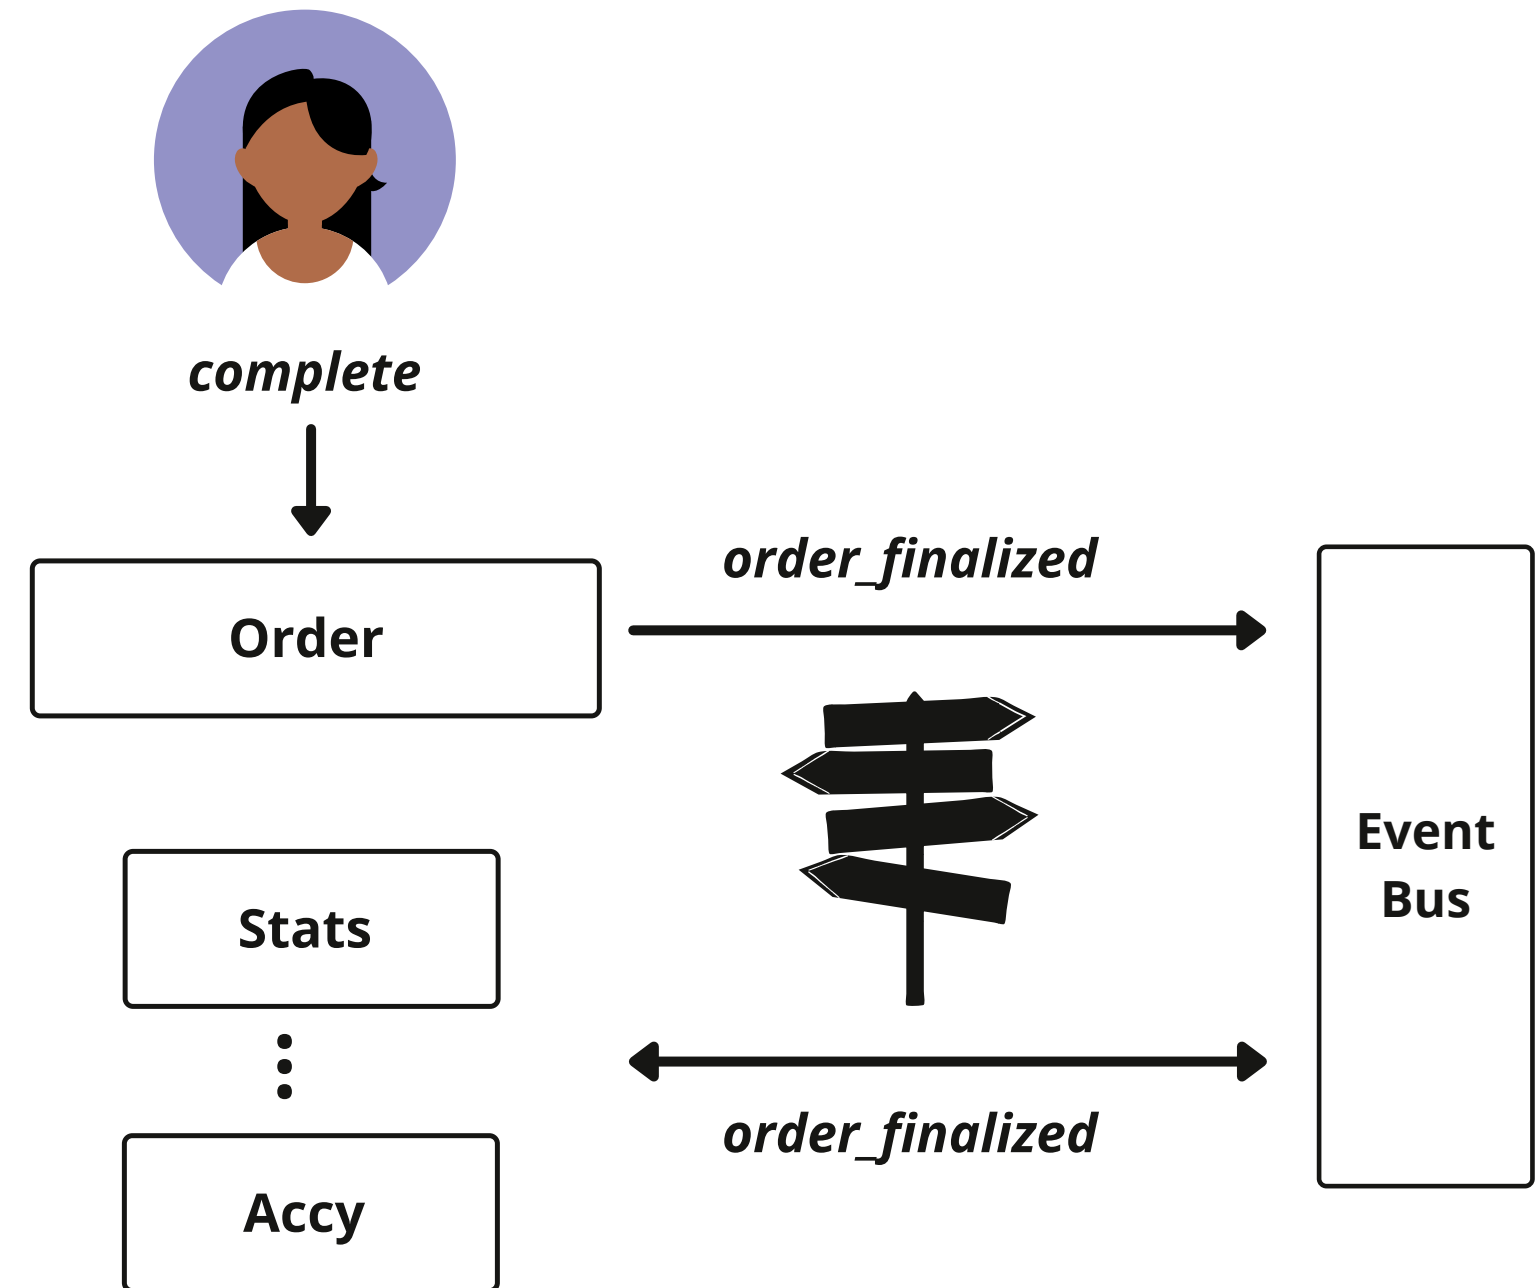 complete
Order
order_finalized
Stats
Event
Bus
order_finalized
Accy